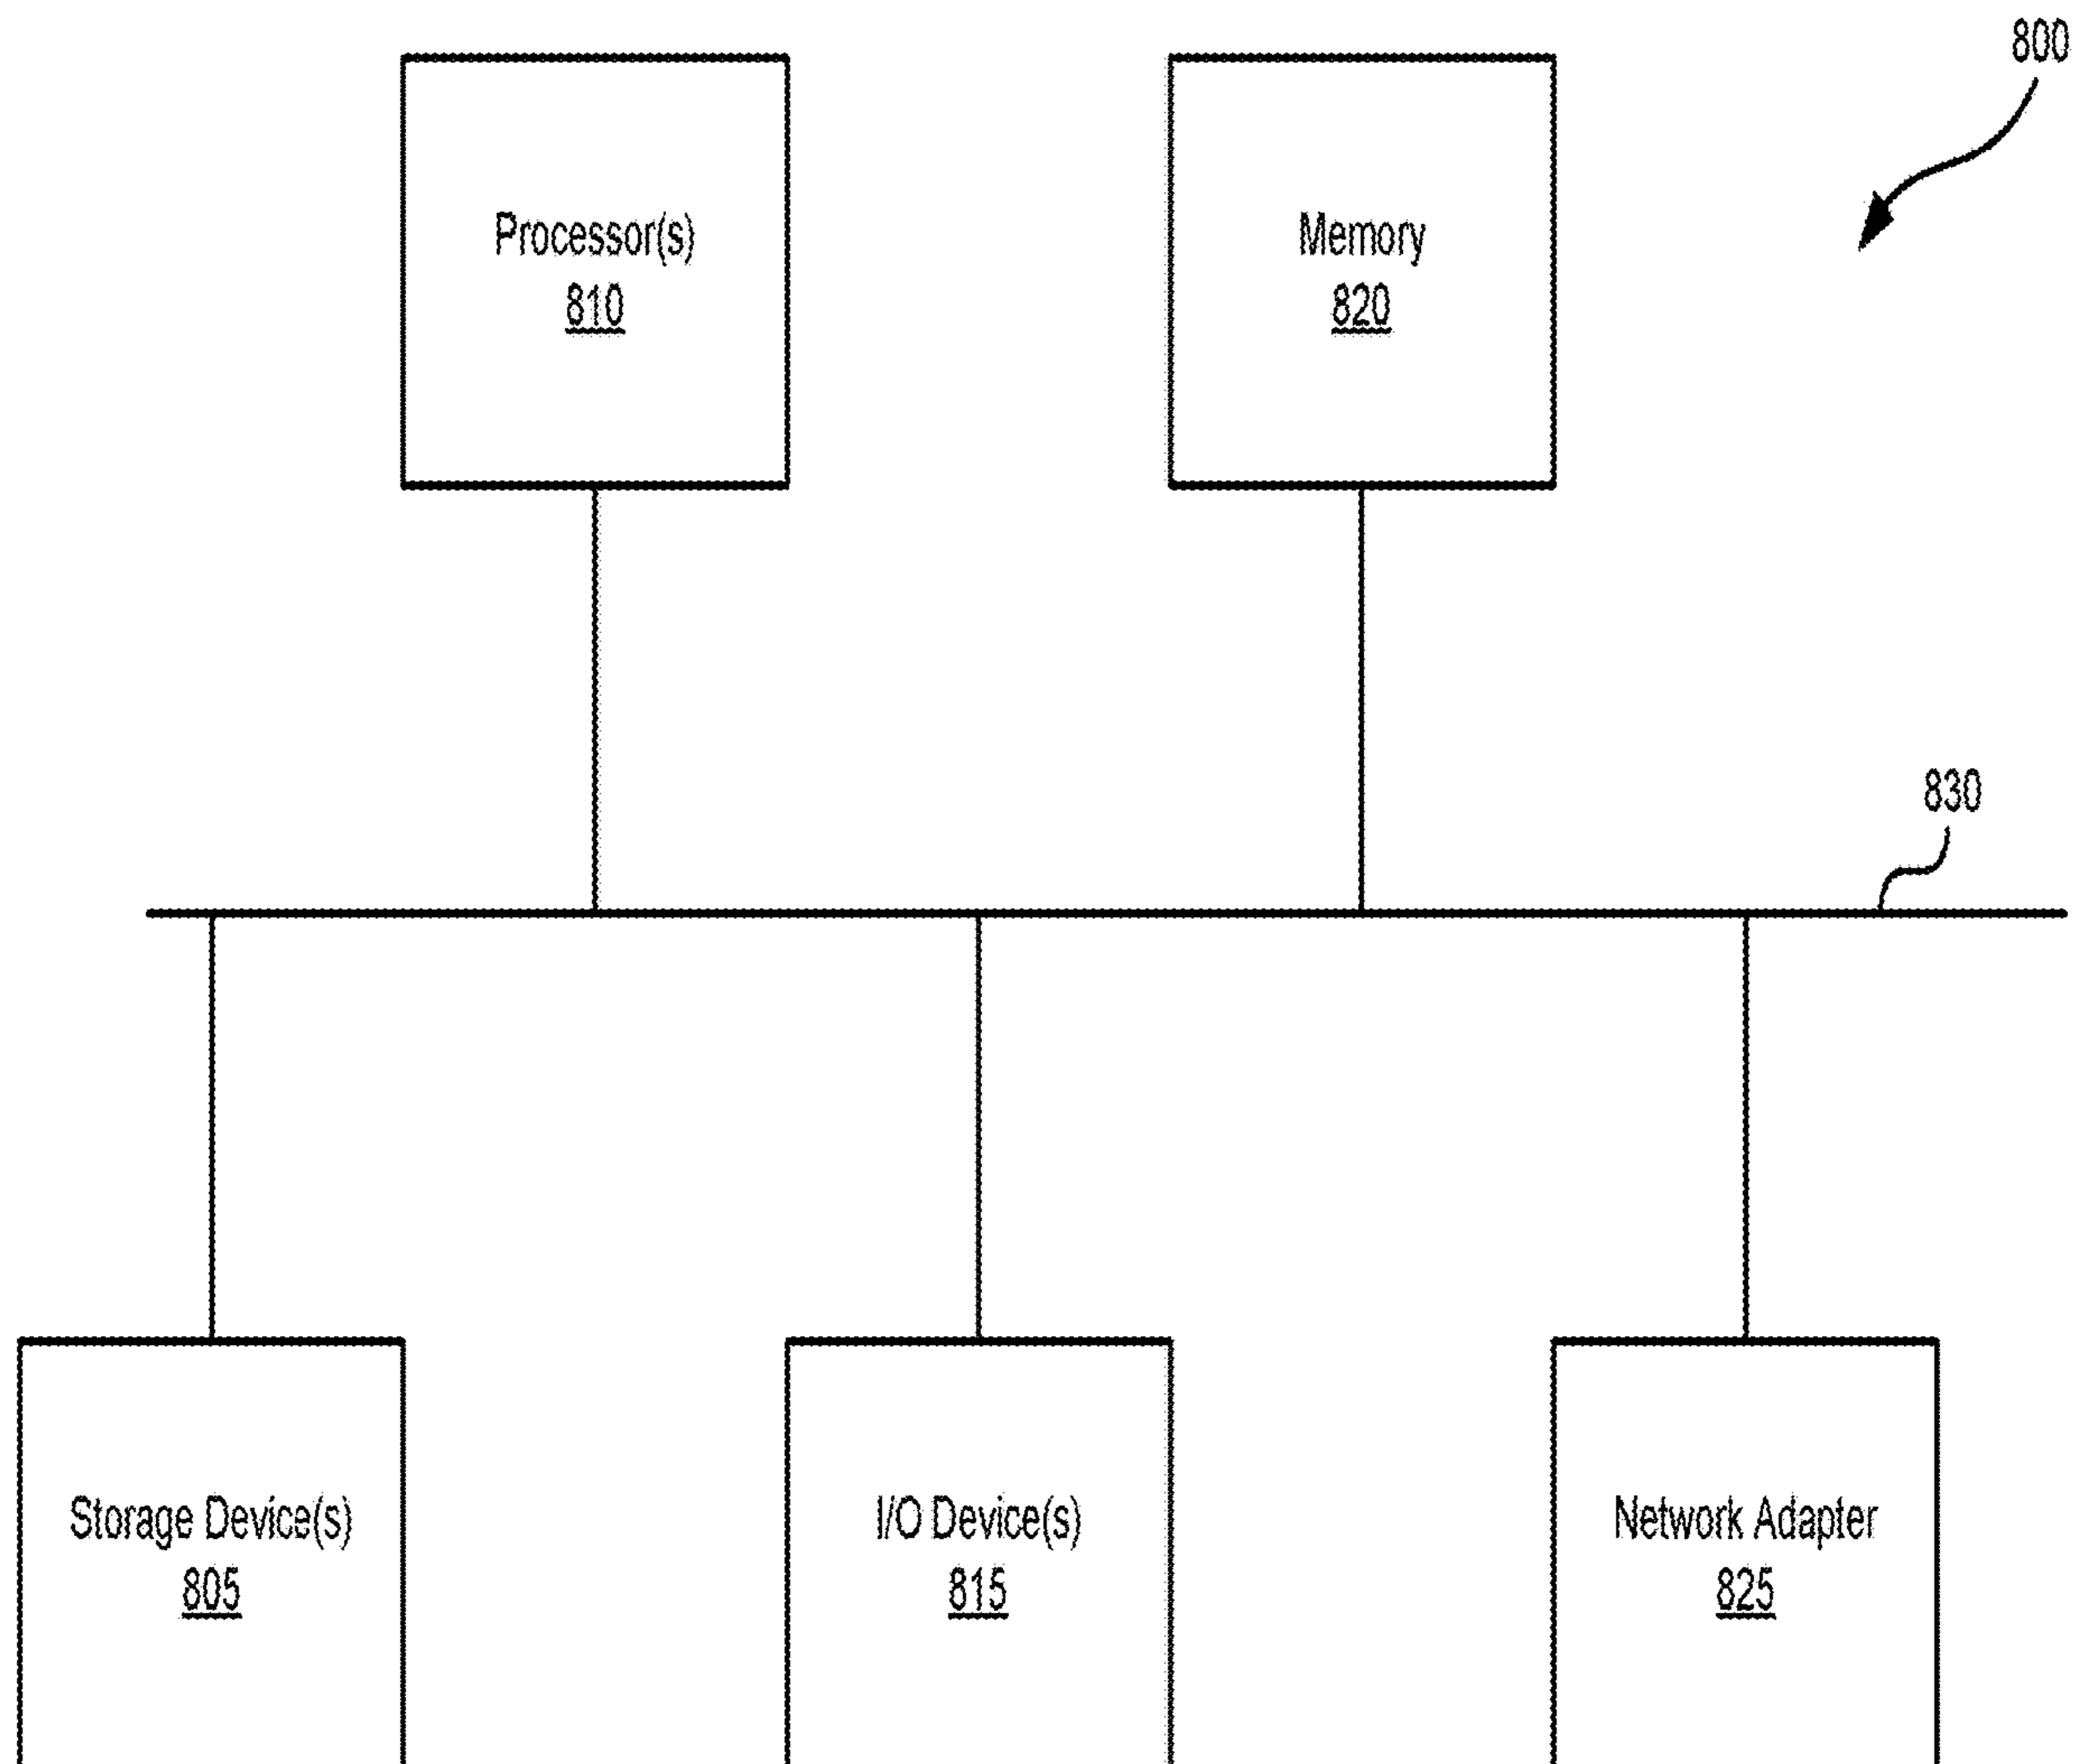 800
Processor(s)
810
Memory
820
830
Storage Device(s)
805
I/O Device(s)
815
Network Adapter
825